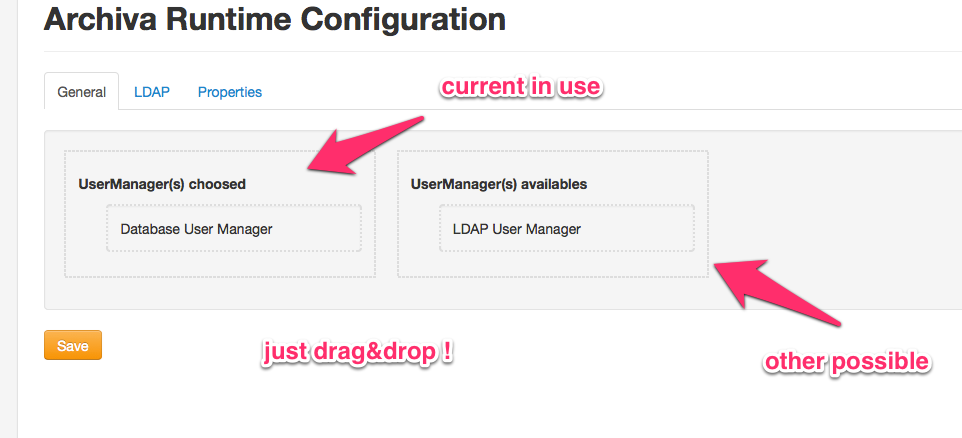 Archiva Runtime Configuration
General LDAP Properties
current in use
UserManager(s) choosed
UserManager(s) availables
Database User Manager
LDAP User Manager
Save
just drag&drop !
other possible